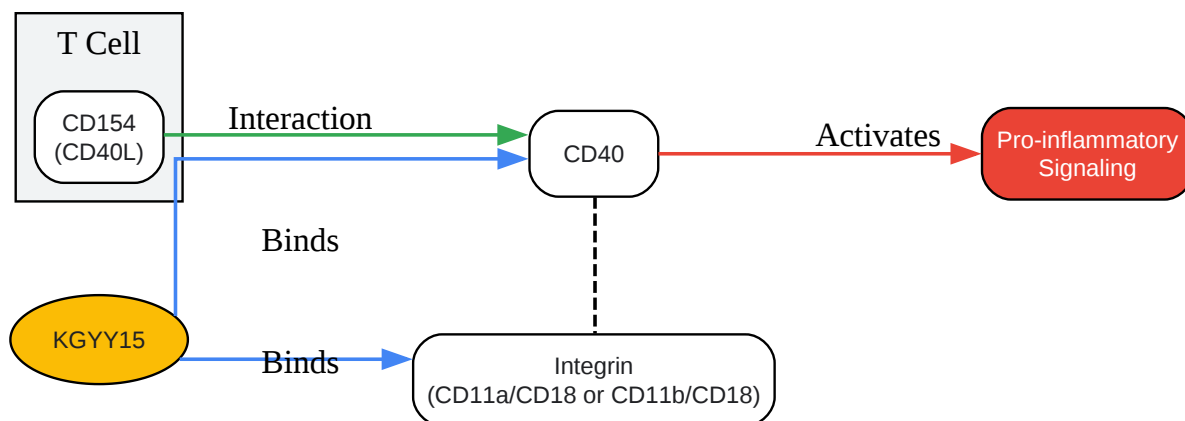 T Cell
CD154
(CD40L)
Interaction
CD40
Activates
Pro-inflammatory
Signaling
Binds
KGYY15
Binds
Integrin
(CD11a/CD18 or CD11b/CD18)